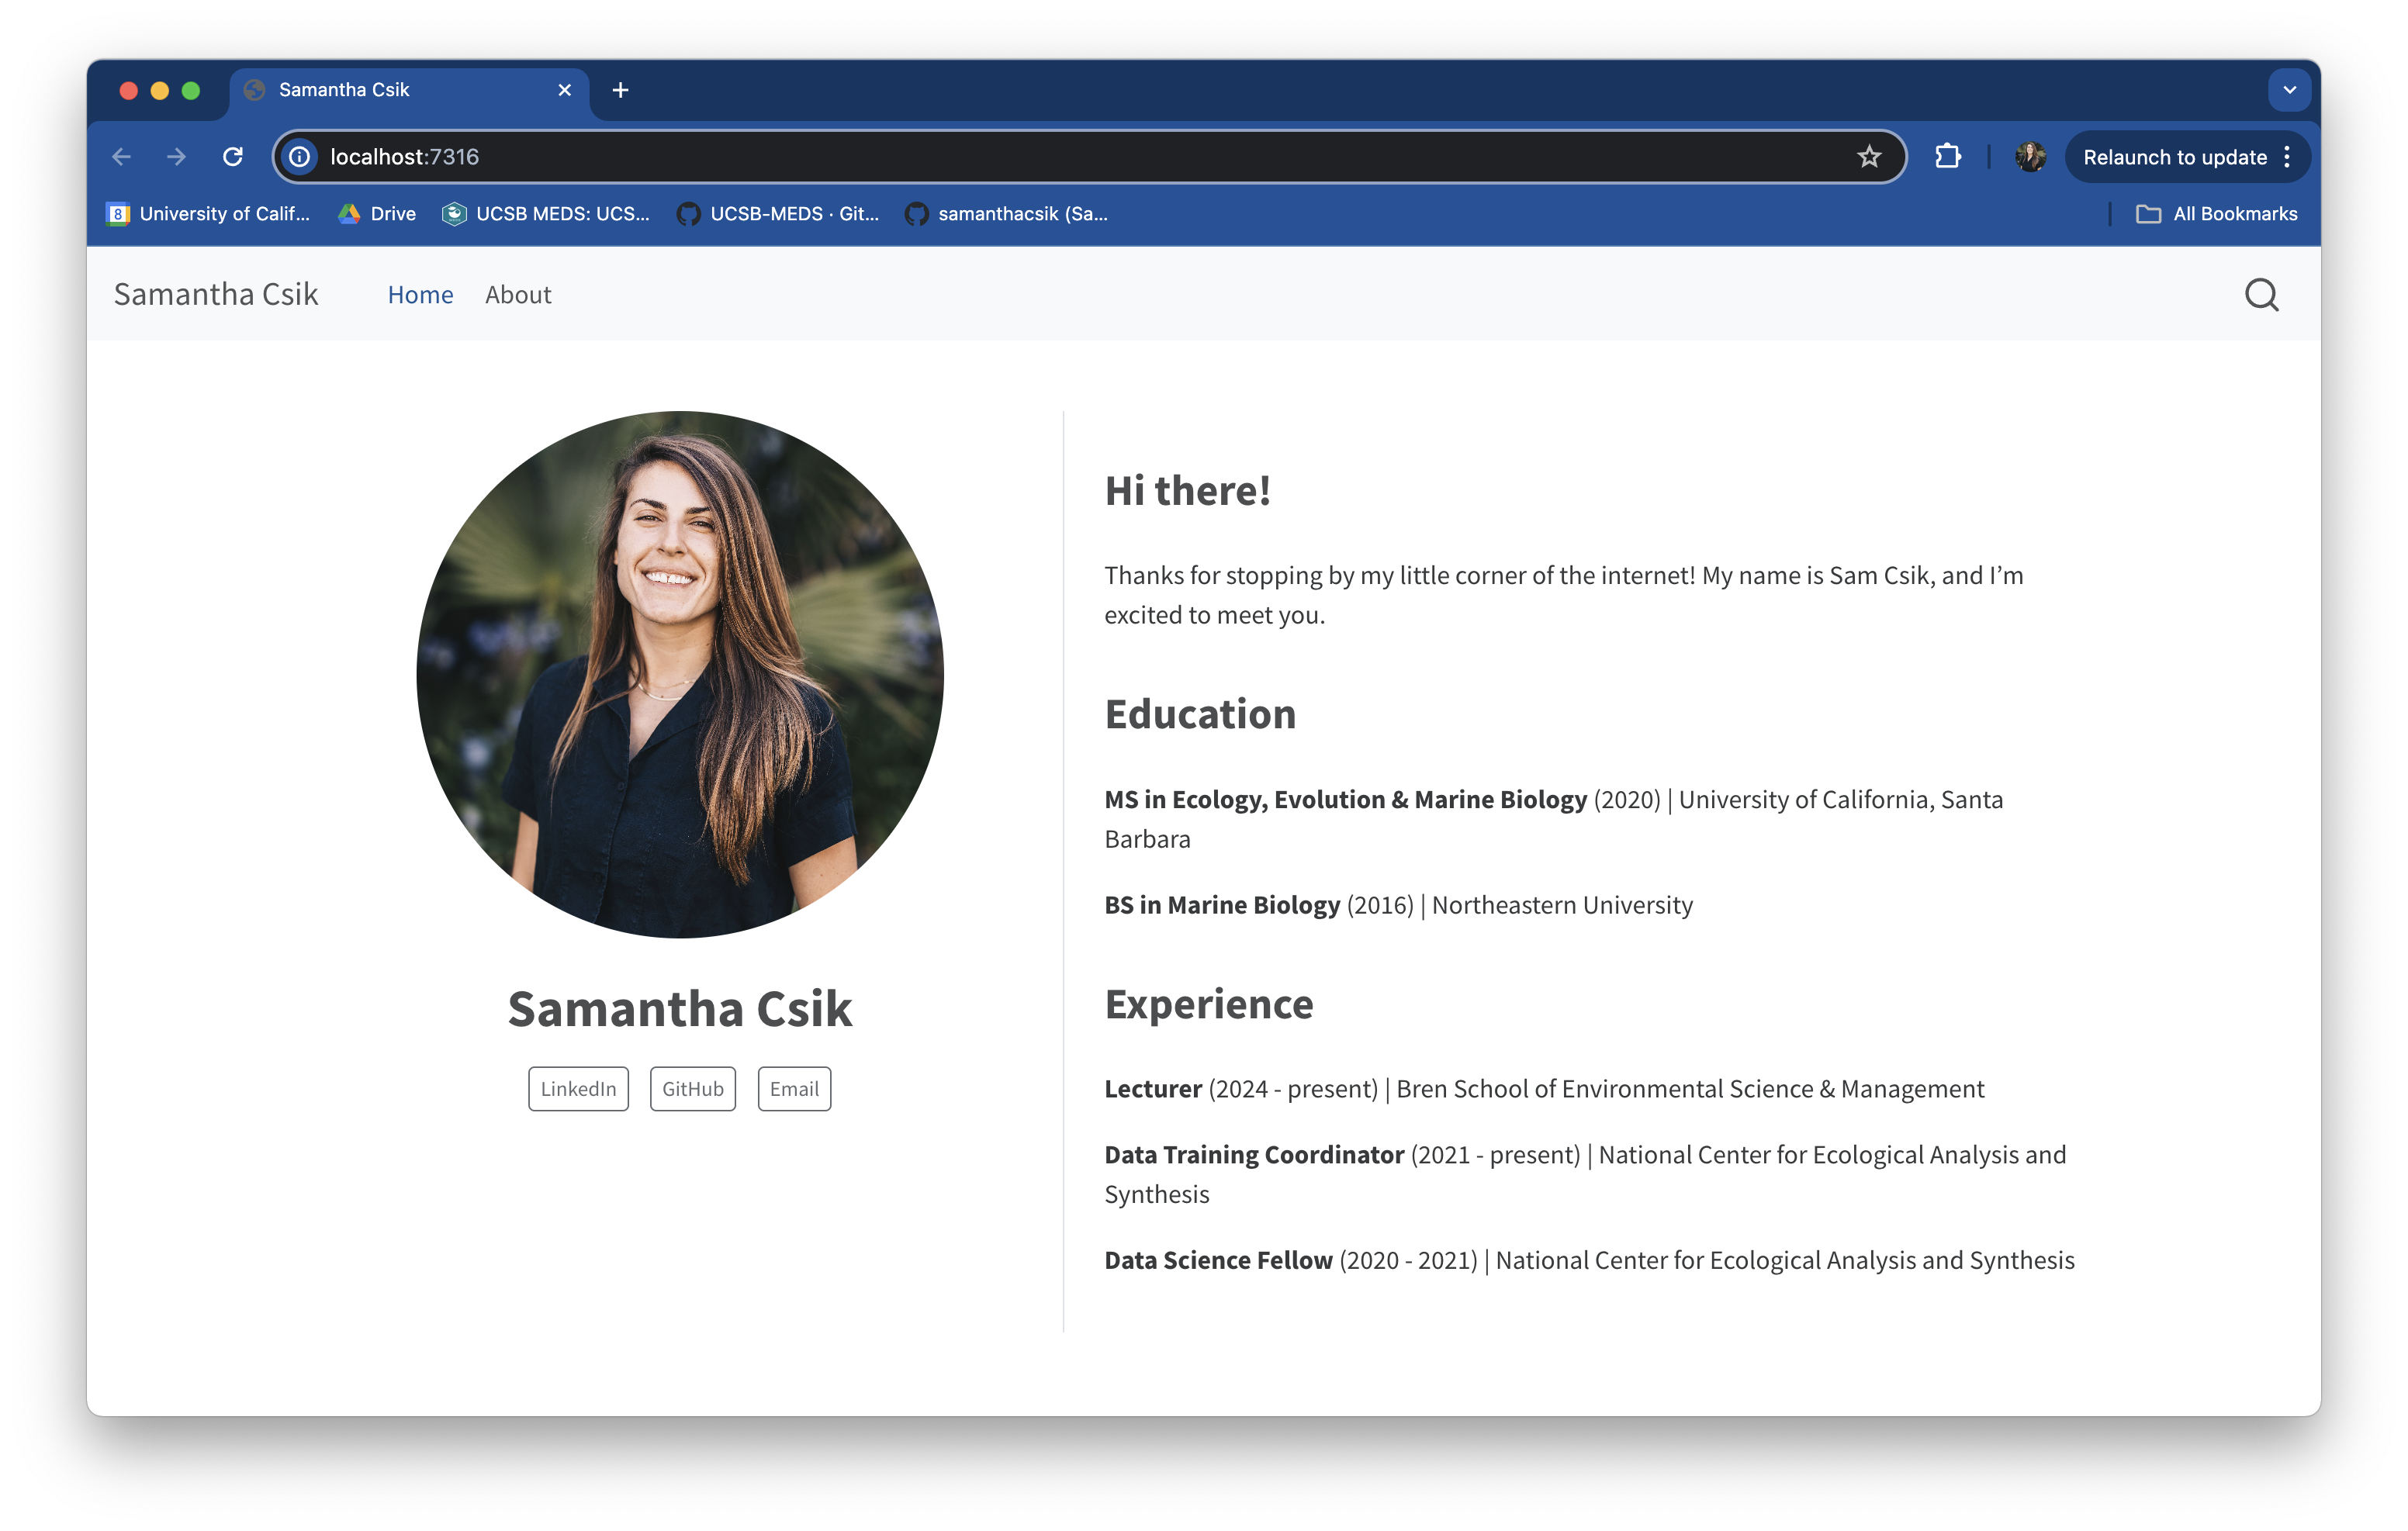 Samantha Csik
localhost:7316
Relaunch to update
8 University of Calif...
Drive
UCSB MEDS: UCS...
UCSB-MEDS · Git...
samanthacsik (Sa...
All Bookmarks
Samantha Csik
Home
About
Hi there!
Thanks for stopping by my little corner of the internet! My name is Sam Csik, and I’m
excited to meet you.
Education
MS in Ecology, Evolution & Marine Biology (2020) | University of California, Santa
Barbara
BS in Marine Biology (2016) | Northeastern University
Experience
Lecturer (2024 - present) | Bren School of Environmental Science & Management
Data Training Coordinator (2021 - present) | National Center for Ecological Analysis and
Synthesis
Data Science Fellow (2020 - 2021) | National Center for Ecological Analysis and Synthesis
Samantha Csik
LinkedIn
GitHub
Email